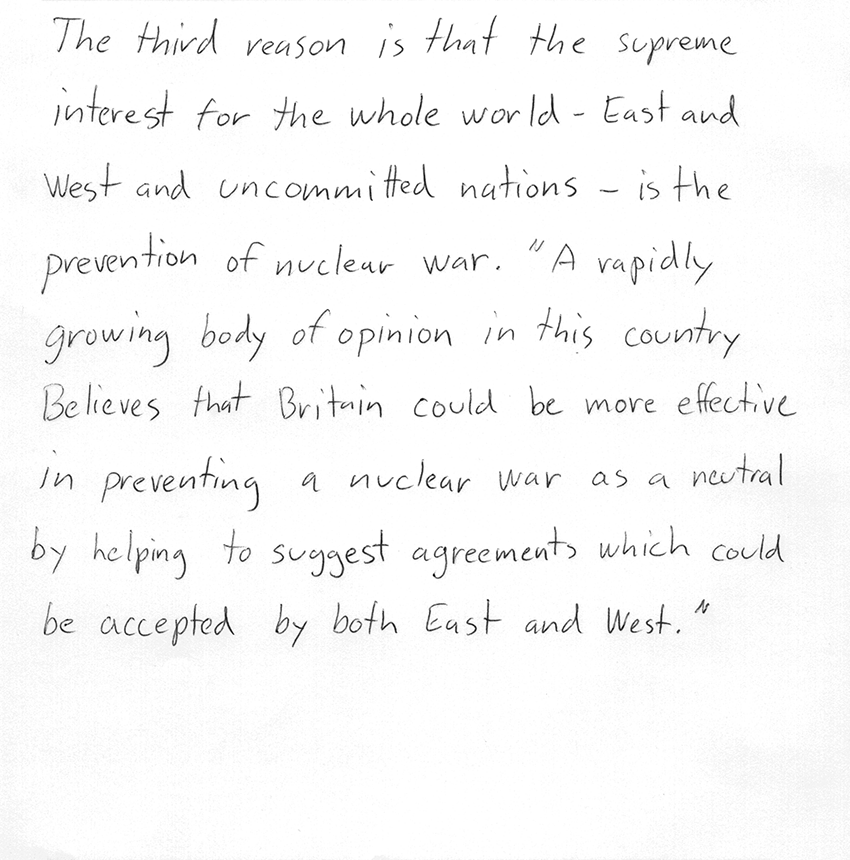 The third reason is that the supreme
interest for the whole world - East and
West and uncommitted nations - is the
prevention of nuclear war. "A rapidly
growing body of opinion in this country
Believes that Britain could be more effective
in preventing a nuclear war as a neutral
by helping to suggest agreements which could
be accepted by both East and West."